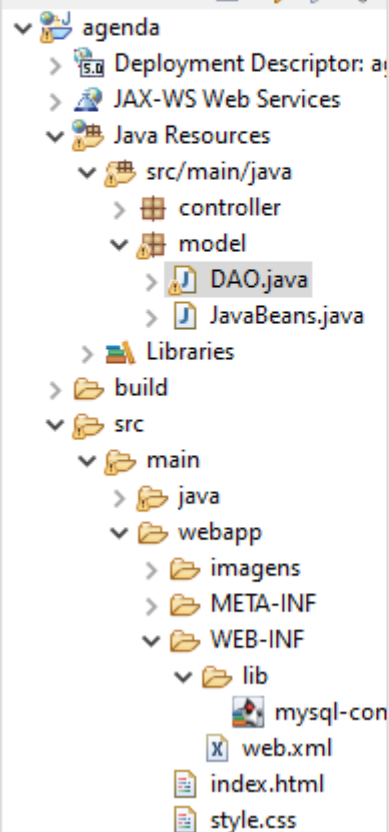 agenda
5.0 Deployment Descriptor: a
JAX-WS Web Services
Java Resources
src/main/java
controller
model
J DAO.java
J JavaBeans.java
Libraries
build
src
main
java
webapp
imagens
META-INF
WEB-INF
lib
mysql-con
X web.xml
index.html
style.css